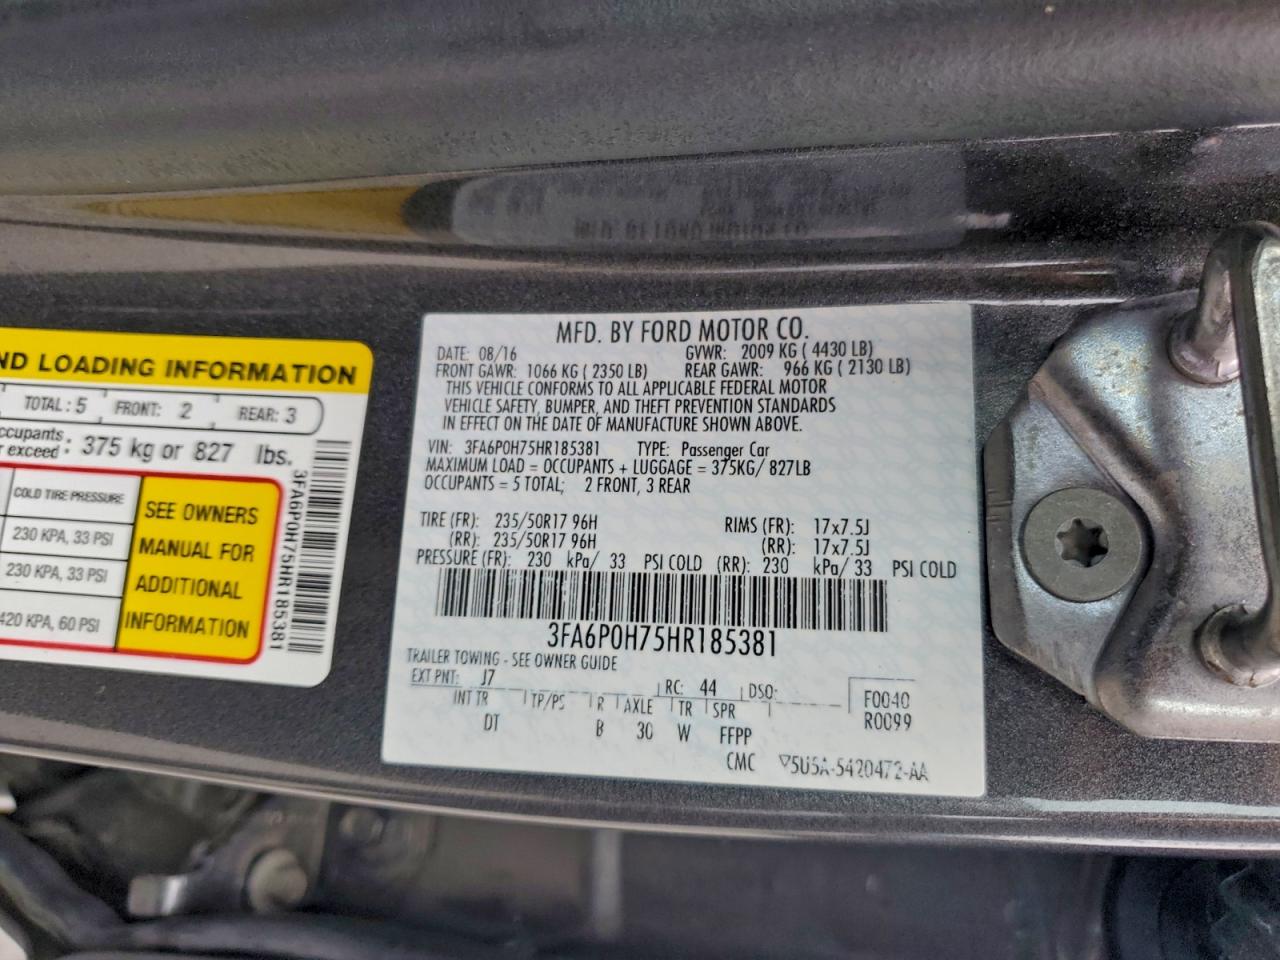 ND LOADING INFORMATION
TOTAL: 5 FRONT: 2 REAR: 3
ccupants
r exceed : 375 kg or 827 lbs.
COLD TIRE PRESSURE
230 KPA, 33 PSI
230 KPA, 33 PSI
420 KPA, 60 PSI
SEE OWNERS
MANUAL FOR
ADDITIONAL
INFORMATION
3FA6P0H75HR185381
MFD. BY FORD MOTOR CO.
DATE: 08/16 GVWR: 2009 KG ( 4430 LB)
FRONT GAWR: 1066 KG ( 2350 LB) REAR GAWR: 966 KG ( 2130 LB)
THIS VEHICLE CONFORMS TO ALL APPLICABLE FEDERAL MOTOR
VEHICLE SAFETY, BUMPER, AND THEFT PREVENTION STANDARDS
IN EFFECT ON THE DATE OF MANUFACTURE SHOWN ABOVE.
VIN: 3FA6P0H75HR185381 TYPE: Passenger Car
MAXIMUM LOAD = OCCUPANTS + LUGGAGE = 375KG/ 827LB
OCCUPANTS = 5 TOTAL; 2 FRONT, 3 REAR
TIRE (FR): 235/50R17 96H RIMS (FR): 17x7.5J
(RR): 235/50R17 96H (RR): 17x7.5J
PRESSURE (FR): 230 kPa/ 33 PSI COLD (RR): 230 kPa/ 33 PSI COLD
3FA6P0H75HR185381
TRAILER TOWING - SEE OWNER GUIDE
EXT PNT: J7 RC: 44 DSO: F0040
INT TR TP/PS R AXLE TR SPR R0099
DT B 30 W FFPP
CMC ▽5U5A-5420472-AA